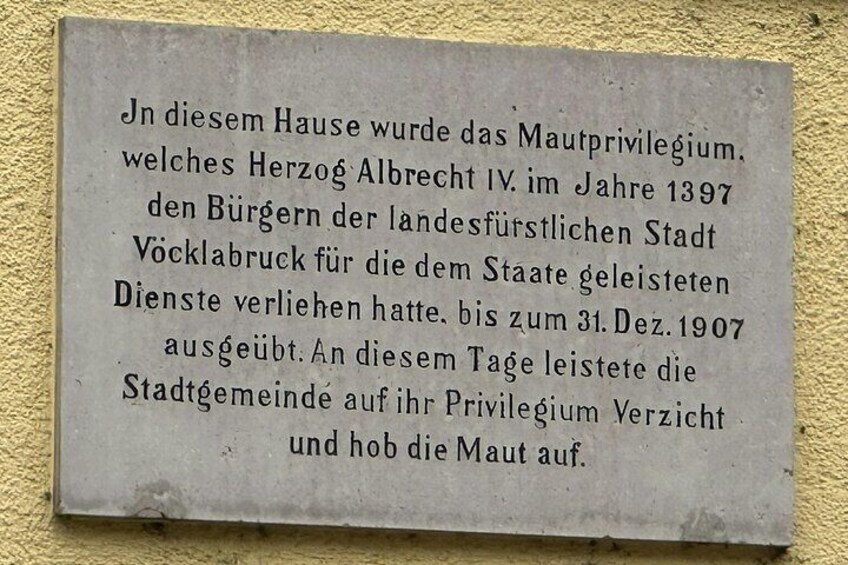 Jn diesem Hause wurde das Mautprivilegium,
welches Herzog Albrecht IV. im Jahre 1397
den Bürgern der landesfürstlichen Stadt
Vöcklabruck für die dem Staate geleisteten
Dienste verliehen hatte, bis zum 31. Dez. 1907
ausgeübt. An diesem Tage leistete die
Stadtgemeinde auf ihr Privilegium Verzicht
und hob die Maut auf.